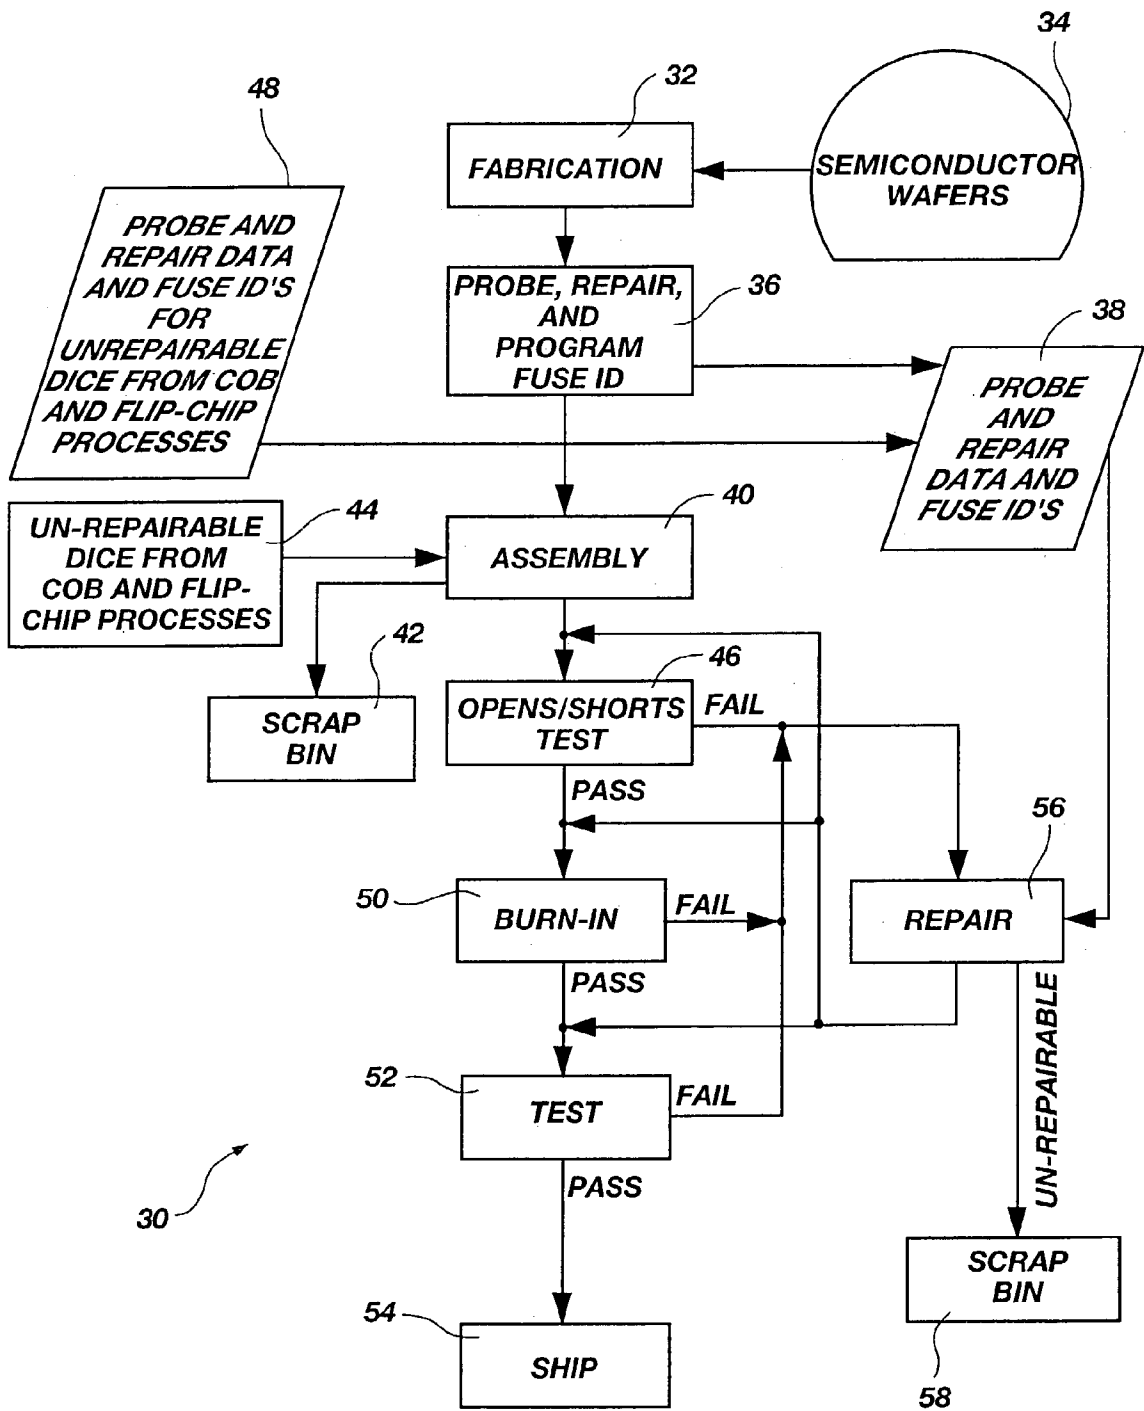 34
32
48
SEMICONDUCTOR
WAFERS
FABRICATION
PROBE AND
REPAIR DATA
AND FUSE ID'S
FOR
UNREPAIRABLE
DICE FROM COB
AND FLIP-CHIP
PROCESSES
PROBE, REPAIR,
AND
PROGRAM
FUSE ID
36
38
PROBE
AND
REPAIR
DATA AND
FUSE ID'S
40
44
UN-REPAIRABLE
DICE FROM
COB AND FLIP-
CHIP PROCESSES
ASSEMBLY
42
SCRAP
BIN
46
OPENS/SHORTS
TEST
FAIL
PASS
56
50
BURN-IN
FAIL
REPAIR
PASS
UN-REPAIRABLE
52
TEST
FAIL
PASS
30
SCRAP
BIN
54
SHIP
58